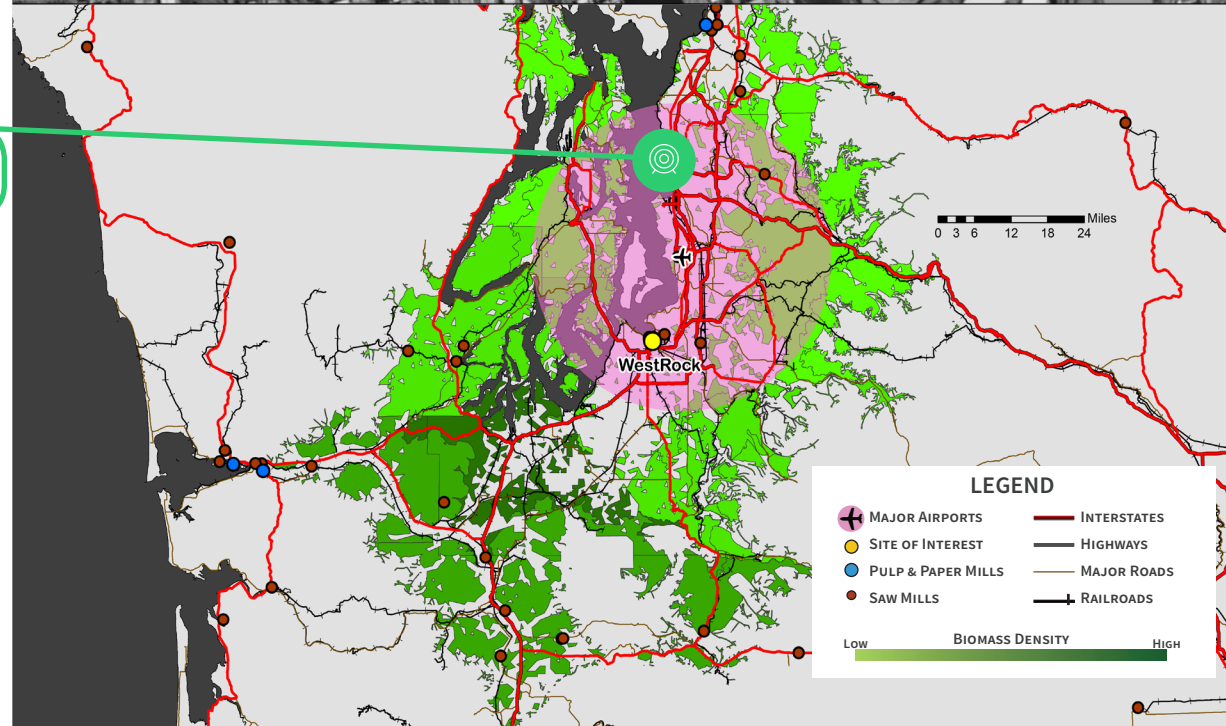 Miles
0 3 6 12 18 24
WestRock
LEGEND
MAJOR AIRPORTS
INTERSTATES
SITE OF INTEREST
HIGHWAYS
PULP & PAPER MILLS
MAJOR ROADS
SAW MILLS
RAILROADS
LOW
BIOMASS DENSITY
HIGH